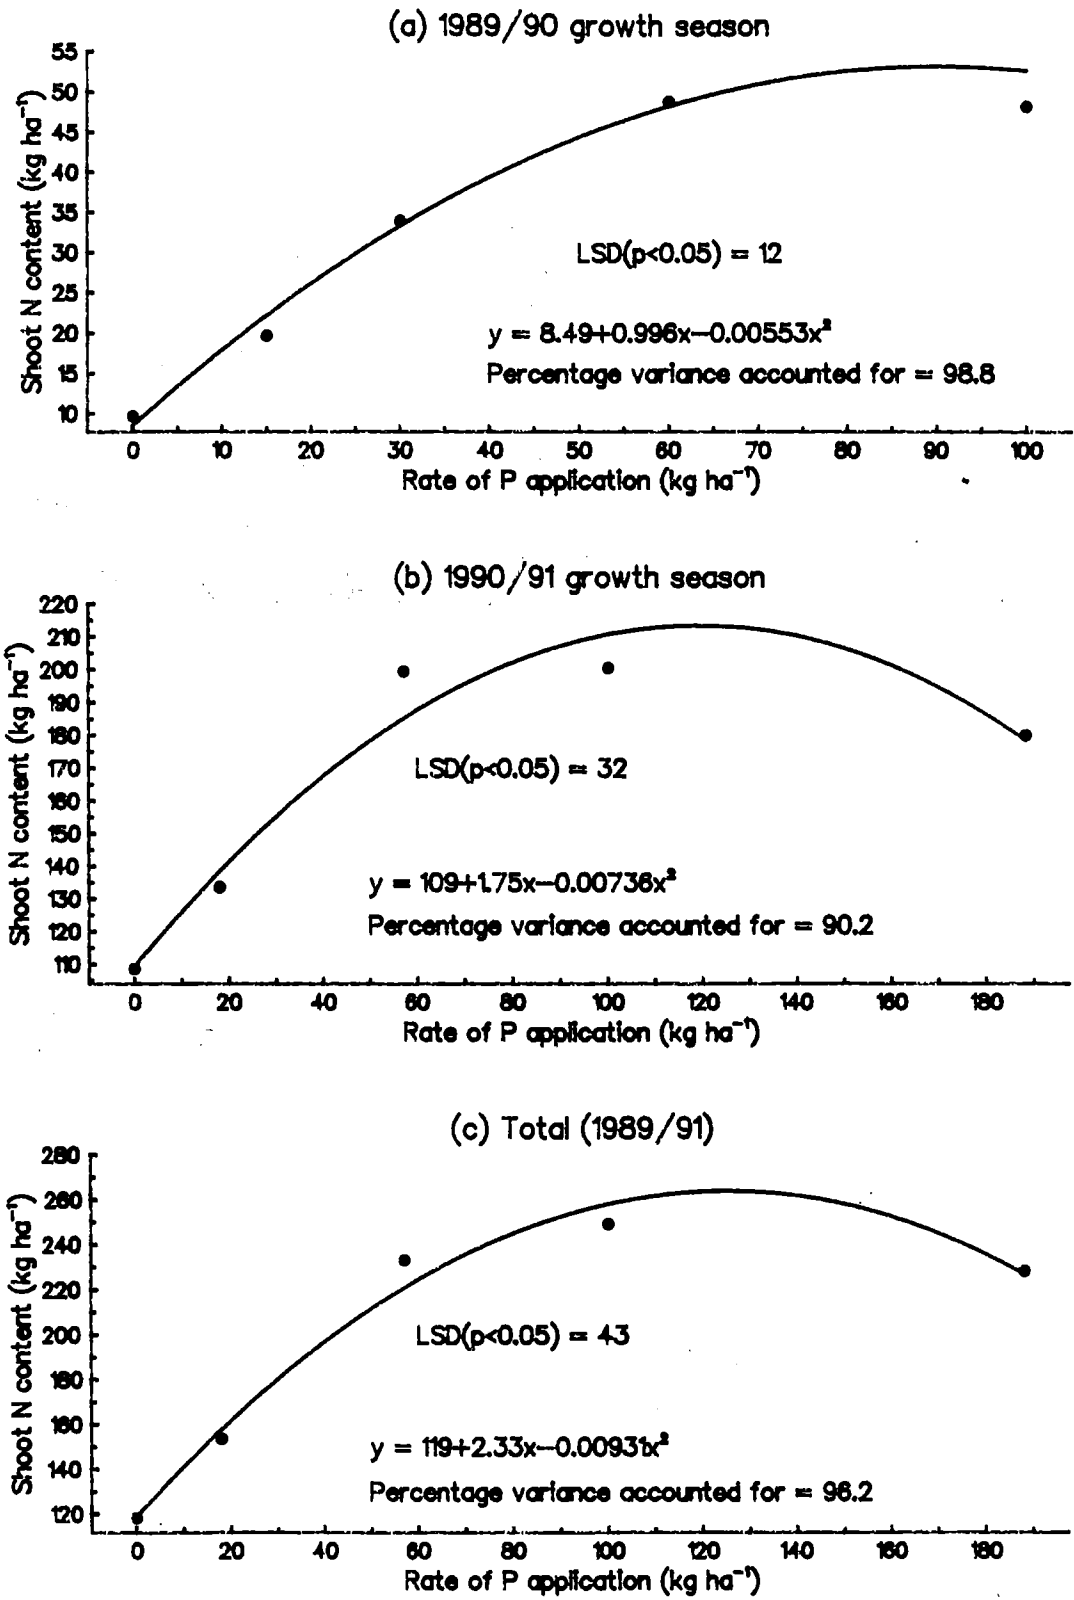 (a) 1989/90 growth season
55
50
45
40
35
30
25
20
15
10
Shoot N content (kg ha⁻¹)
LSD(p<0.05) = 12
y = 8.49+0.996x−0.00553x²
Percentage variance accounted for = 98.8
0 10 20 30 40 50 60 70 80 90 100
Rate of P application (kg ha⁻¹)
(b) 1990/91 growth season
220
210
200
190
180
170
160
150
140
130
120
110
Shoot N content (kg ha⁻¹)
LSD(p<0.05) = 32
y = 109+1.75x−0.00736x²
Percentage variance accounted for = 90.2
0 20 40 60 80 100 120 140 160 180
Rate of P application (kg ha⁻¹)
(c) Total (1989/91)
280
260
240
220
200
180
160
140
120
Shoot N content (kg ha⁻¹)
LSD(p<0.05) = 43
y = 119+2.33x−0.00931x²
Percentage variance accounted for = 96.2
0 20 40 60 80 100 120 140 160 180
Rate of P application (kg ha⁻¹)